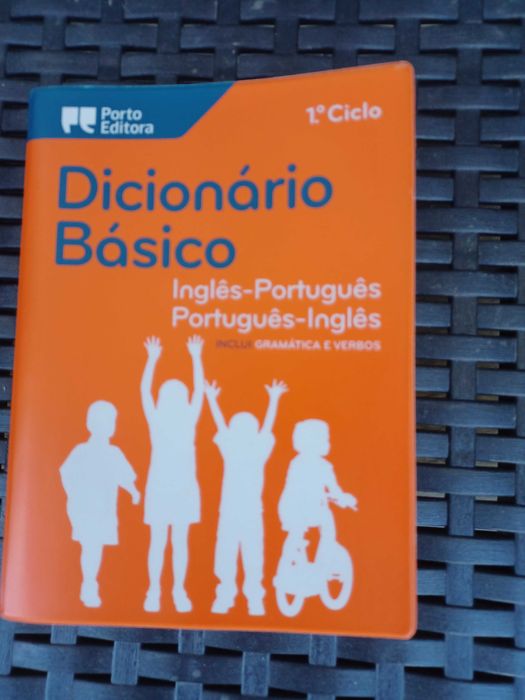 Porto
Editora
1.º Ciclo
Dicionário
Básico
Inglês-Português
Português-Inglês
INCLUI GRAMÁTICA E VERBOS